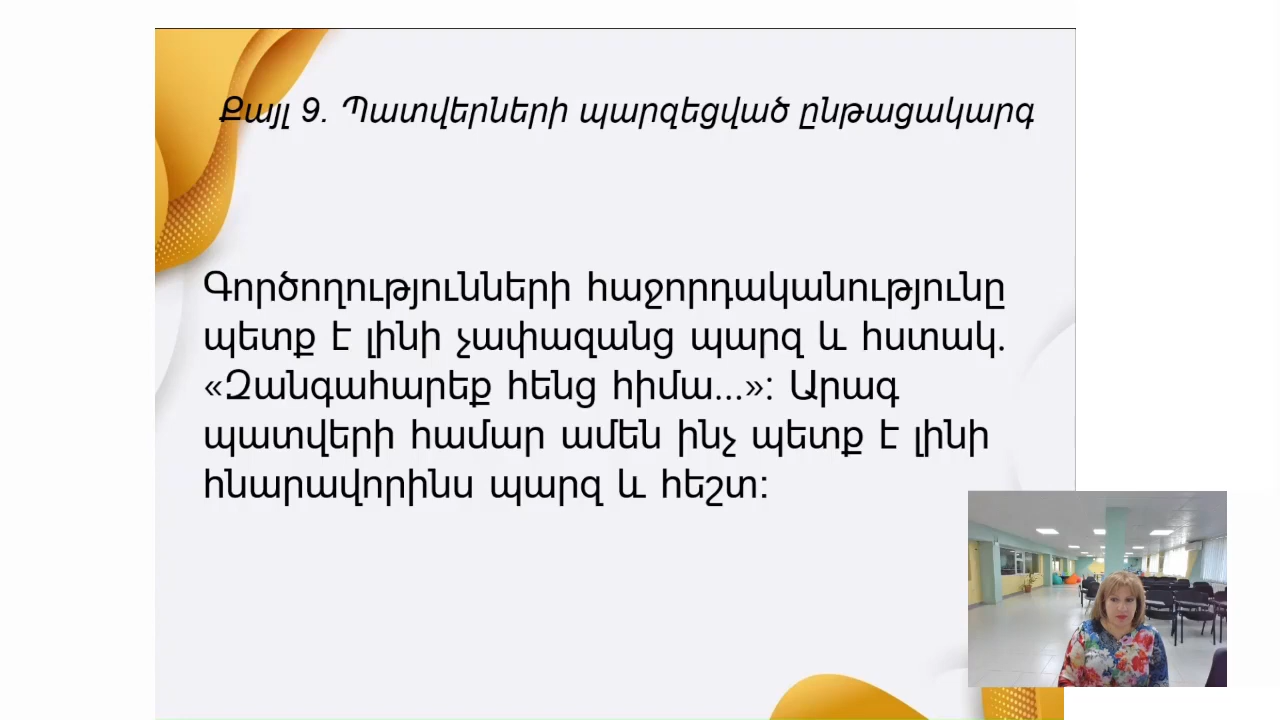 Քայլ 9. Պատվերների պարզեցված ընթացակարգ
Գործողությունների հաջորդականությունը
պետք է լինի չափազանց պարզ և հստակ.
«Զանգահարեք հենց հիմա...»: Արագ
պատվերի համար ամեն ինչ պետք է լինի
հնարավորինս պարզ և հեշտ: